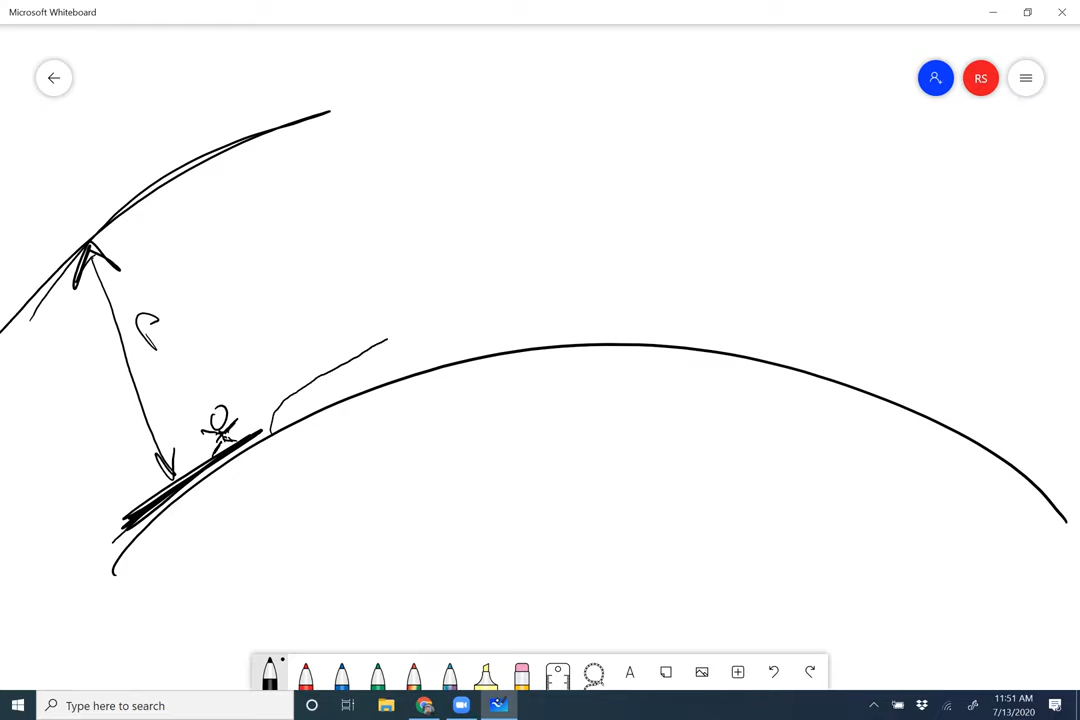 Microsoft Whiteboard
RS
A
Type here to search
11:51 AM
7/13/2020